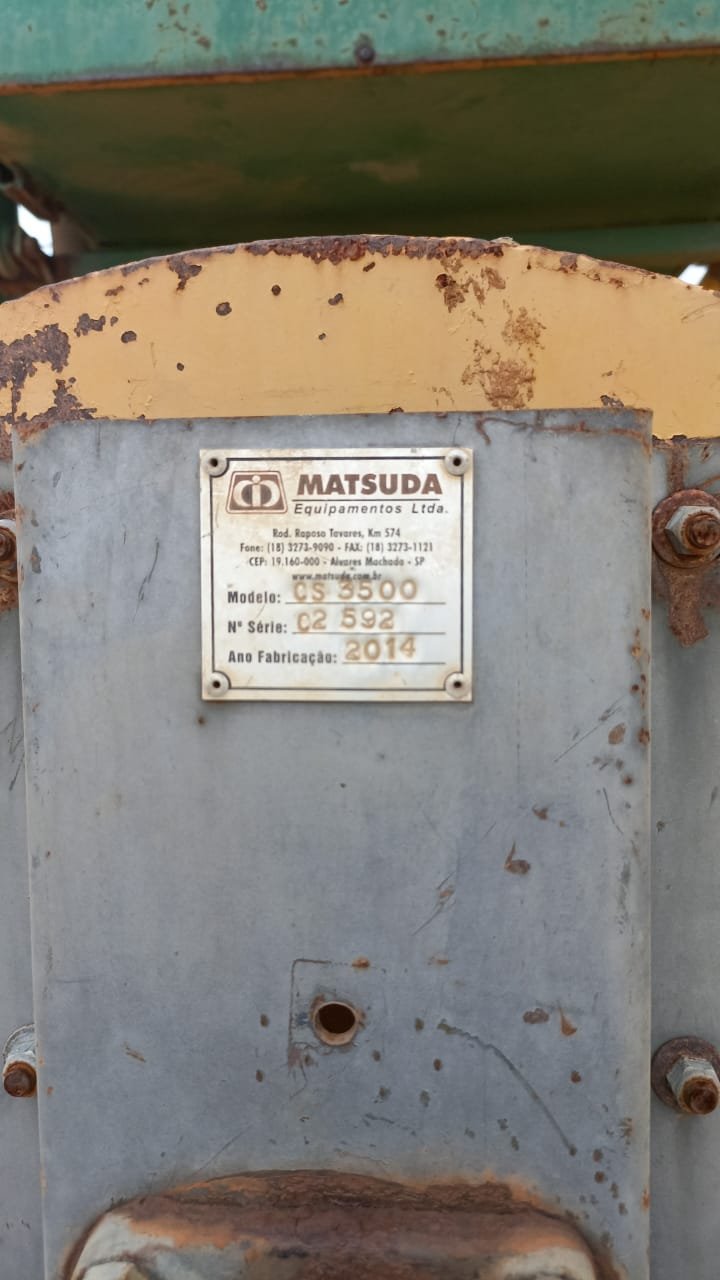 MATSUDA
Equipamentos Ltda.
Rod. Raposo Tavares, Km 574
Fone: (18) 3273-9090 - FAX: (18) 3273-1121
CEP: 19.160-000 - Alvares Machado - SP
www.matsuda.com.br
Modelo: CS 3500
Nº Série: C2 592
Ano Fabricação: 2014